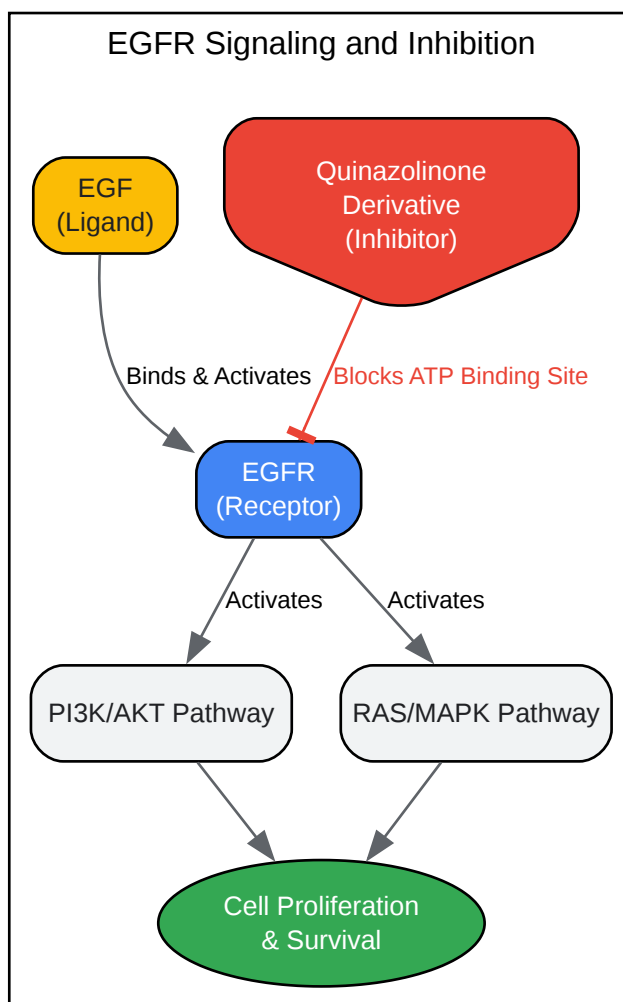 EGFR Signaling and Inhibition
EGF
(Ligand)
Quinazolinone
Derivative
(Inhibitor)
Binds & Activates
Blocks ATP Binding Site
EGFR
(Receptor)
Activates
Activates
PI3K/AKT Pathway
RAS/MAPK Pathway
Cell Proliferation
& Survival